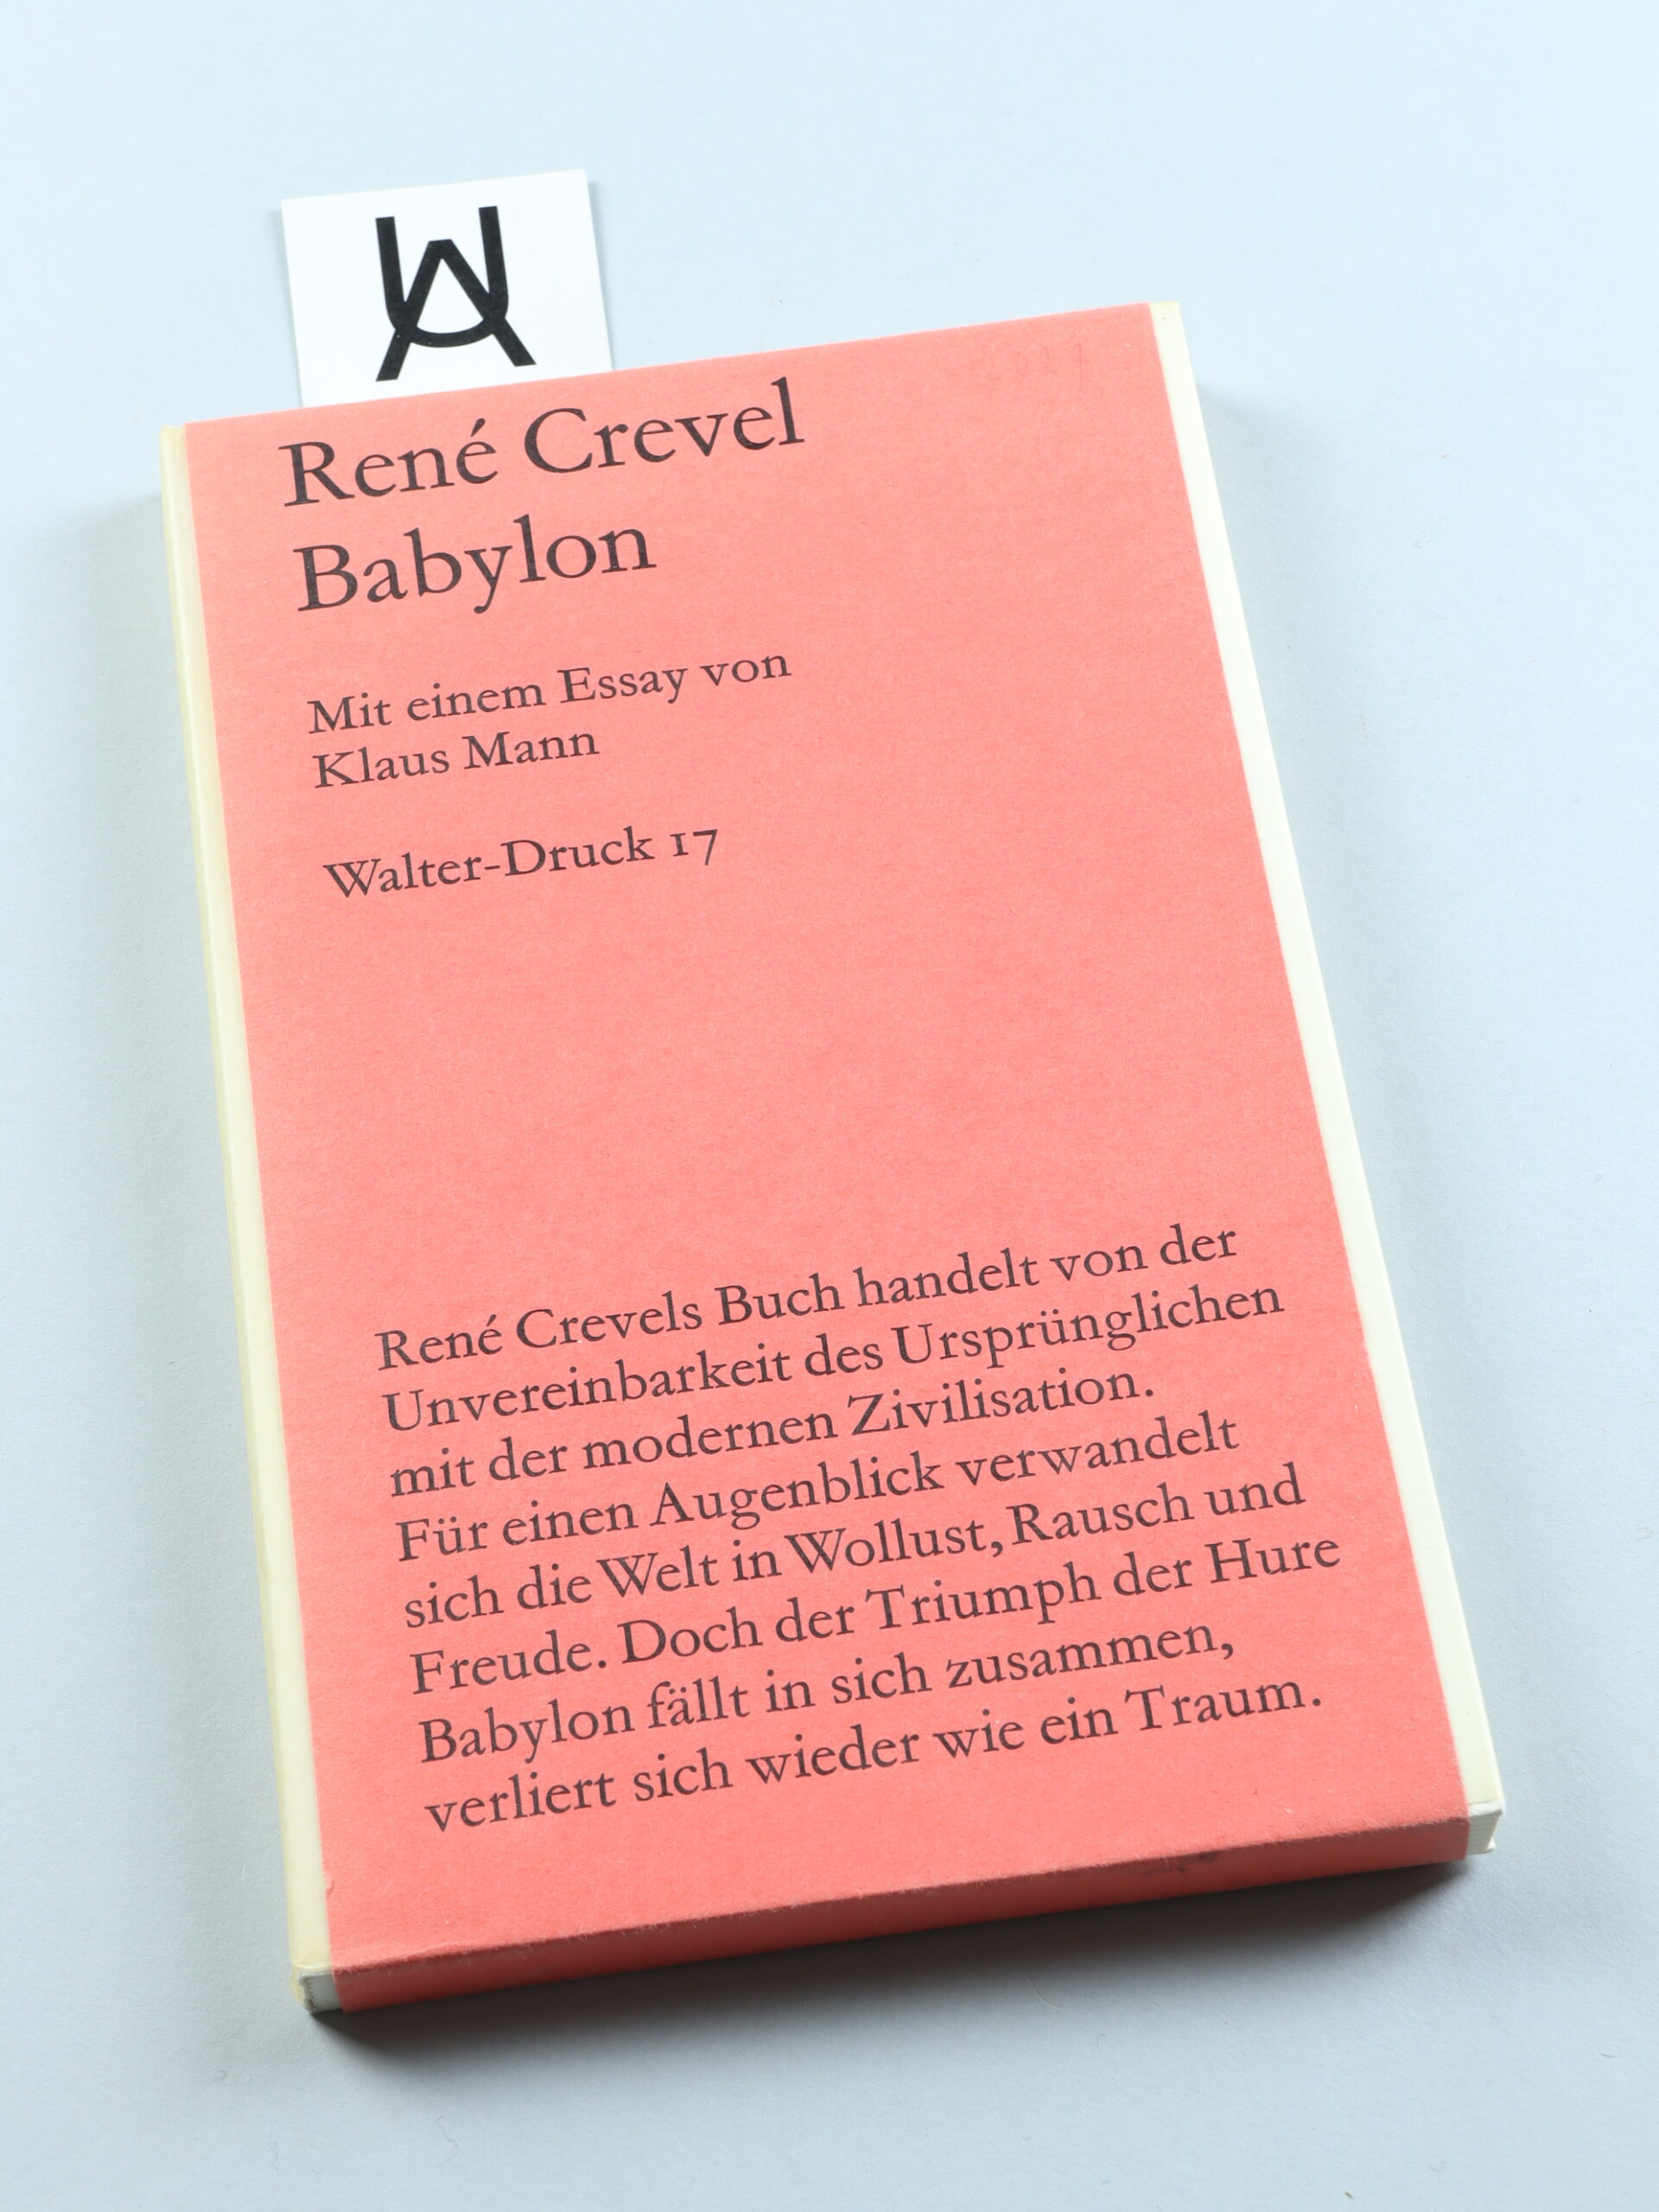 René Crevel
Babylon
Mit einem Essay von
Klaus Mann
Walter-Druck 17
René Crevels Buch handelt von der
Unvereinbarkeit des Ursprünglichen
mit der modernen Zivilisation.
Für einen Augenblick verwandelt
sich die Welt in Wollust, Rausch und
Freude. Doch der Triumph der Hure
Babylon fällt in sich zusammen,
verliert sich wieder wie ein Traum.